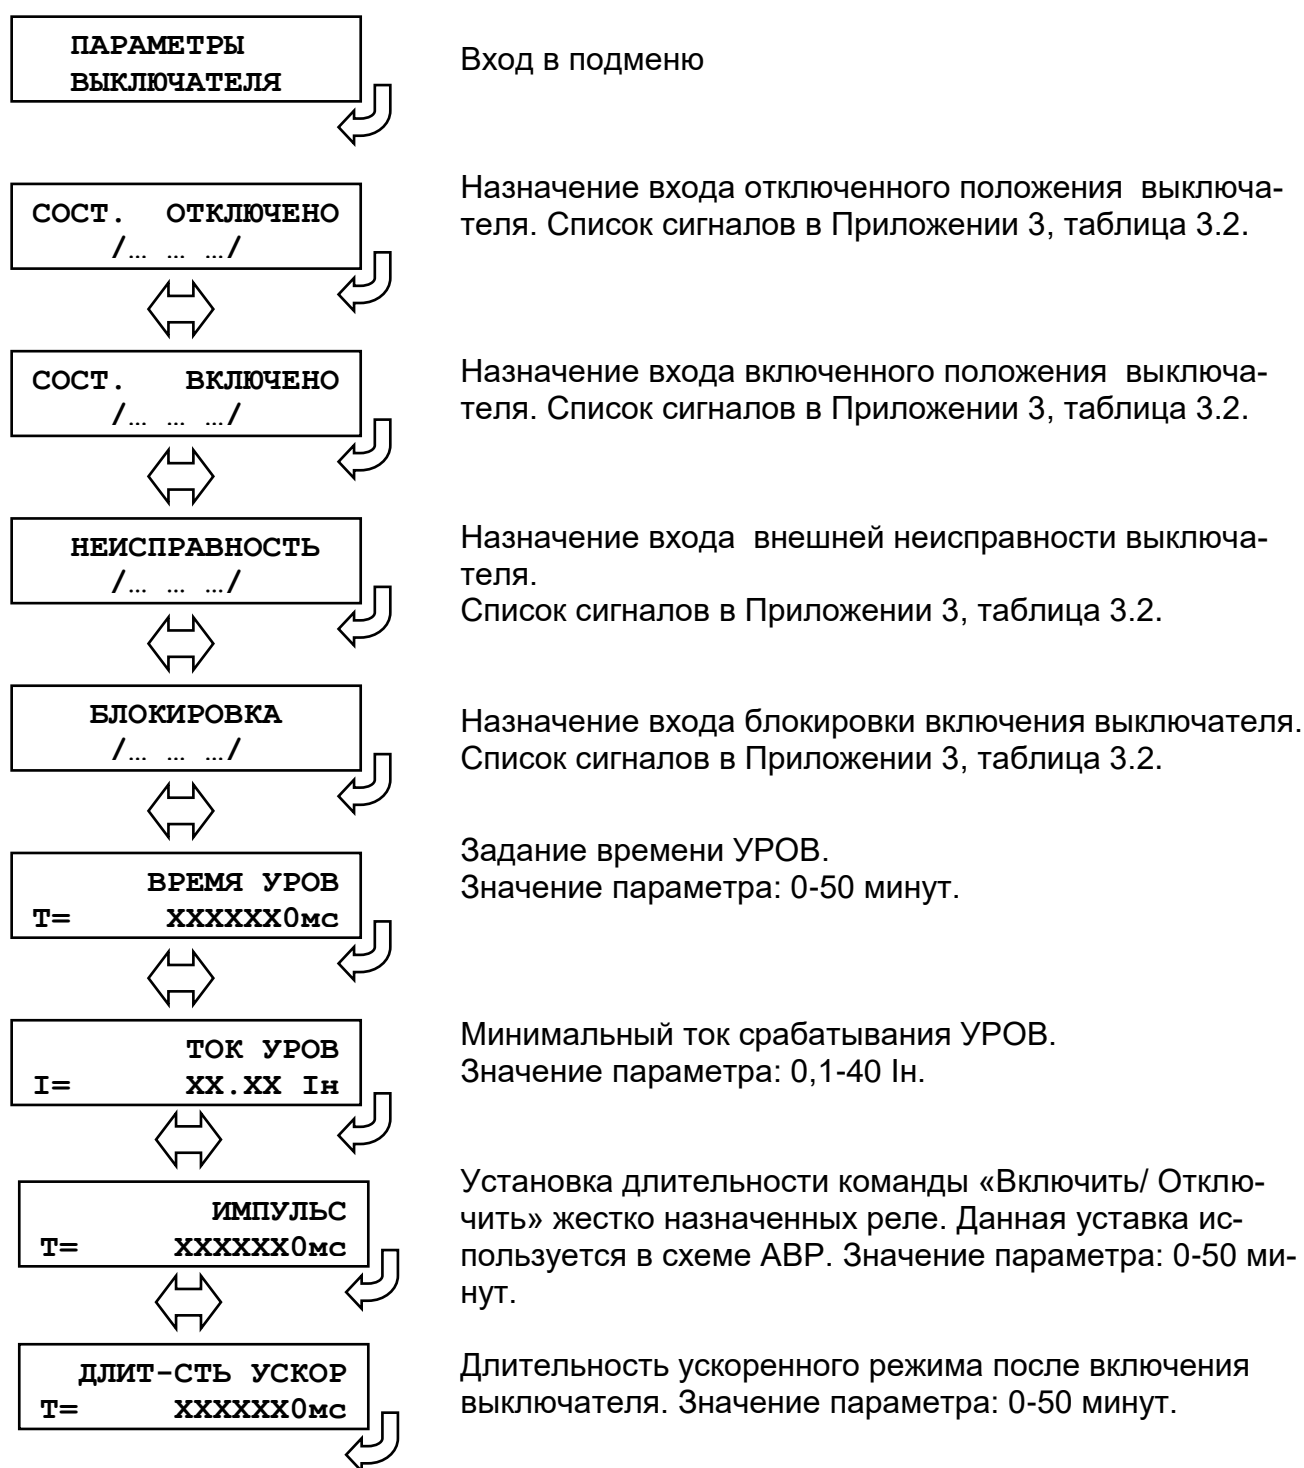 ПАРАМЕТРЫ
ВЫКЛЮЧАТЕЛЯ
Вход в подменю
СОСТ. ОТКЛЮЧЕНО
/… … …/
Назначение входа отключенного положения выключа-
теля. Список сигналов в Приложении 3, таблица 3.2.
СОСТ. ВКЛЮЧЕНО
/… … …/
Назначение входа включенного положения выключа-
теля. Список сигналов в Приложении 3, таблица 3.2.
НЕИСПРАВНОСТЬ
/… … …/
Назначение входа внешней неисправности выключа-
теля.
Список сигналов в Приложении 3, таблица 3.2.
БЛОКИРОВКА
/… … …/
Назначение входа блокировки включения выключателя.
Список сигналов в Приложении 3, таблица 3.2.
ВРЕМЯ УРОВ
Т= ХХХХХХ0мс
Задание времени УРОВ.
Значение параметра: 0-50 минут.
ТОК УРОВ
I= ХХ.ХХ Iн
Минимальный ток срабатывания УРОВ.
Значение параметра: 0,1-40 Iн.
ИМПУЛЬС
Т= ХХХХХХ0мс
Установка длительности команды «Включить/ Отклю-
чить» жестко назначенных реле. Данная уставка ис-
пользуется в схеме АВР. Значение параметра: 0-50 ми-
нут.
ДЛИТ-СТЬ УСКОР
Т= ХХХХХХ0мс
Длительность ускоренного режима после включения
выключателя. Значение параметра: 0-50 минут.